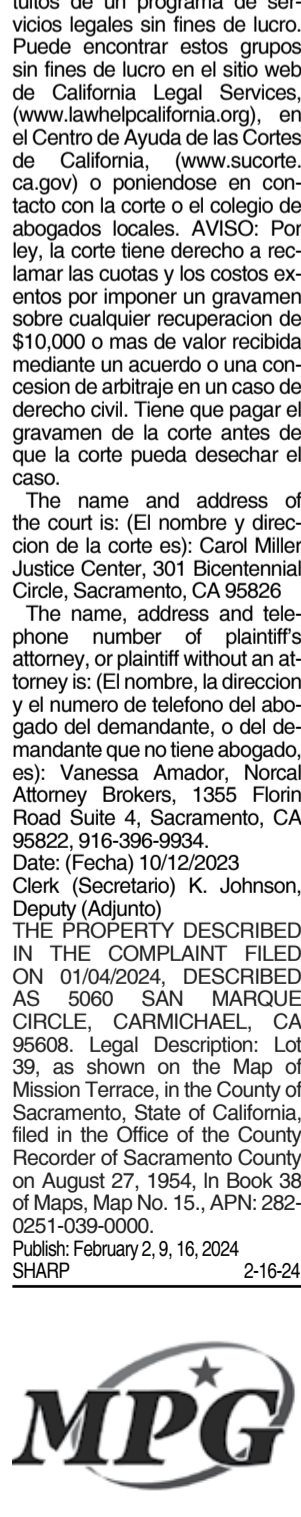 tuitos de un programa de ser-
vicios legales sin fines de lucro.
Puede encontrar estos grupos
sin fines de lucro en el sitio web
de California Legal Services,
(www.lawhelpcalifornia.org), en
el Centro de Ayuda de las Cortes
de California, (www.sucorte.
ca.gov) o poniendose en con-
tacto con la corte o el colegio de
abogados locales. AVISO: Por
ley, la corte tiene derecho a rec-
lamar las cuotas y los costos ex-
entos por imponer un gravamen
sobre cualquier recuperacion de
$10,000 o mas de valor recibida
mediante un acuerdo o una con-
cesion de arbitraje en un caso de
derecho civil. Tiene que pagar el
gravamen de la corte antes de
que la corte pueda desechar el
caso.
The name and address of
the court is: (El nombre y direc-
cion de la corte es): Carol Miller
Justice Center, 301 Bicentennial
Circle, Sacramento, CA 95826
The name, address and tele-
phone number of plaintiff's
attorney, or plaintiff without an at-
torney is: (El nombre, la direccion
y el numero de telefono del abo-
gado del demandante, o del de-
mandante que no tiene abogado,
es): Vanessa Amador, Norcal
Attorney Brokers, 1355 Florin
Road Suite 4, Sacramento, CA
95822, 916-396-9934.
Date: (Fecha) 10/12/2023
Clerk (Secretario) K. Johnson,
Deputy (Adjunto)
THE PROPERTY DESCRIBED
IN THE COMPLAINT FILED
ON 01/04/2024, DESCRIBED
AS 5060 SAN MARQUE
CIRCLE, CARMICHAEL, CA
95608. Legal Description: Lot
39, as shown on the Map of
Mission Terrace, in the County of
Sacramento, State of California,
filed in the Office of the County
Recorder of Sacramento County
on August 27, 1954, In Book 38
of Maps, Map No. 15., APN: 282-
0251-039-0000.
Publish: February 2, 9, 16, 2024
SHARP 2-16-24
MPG